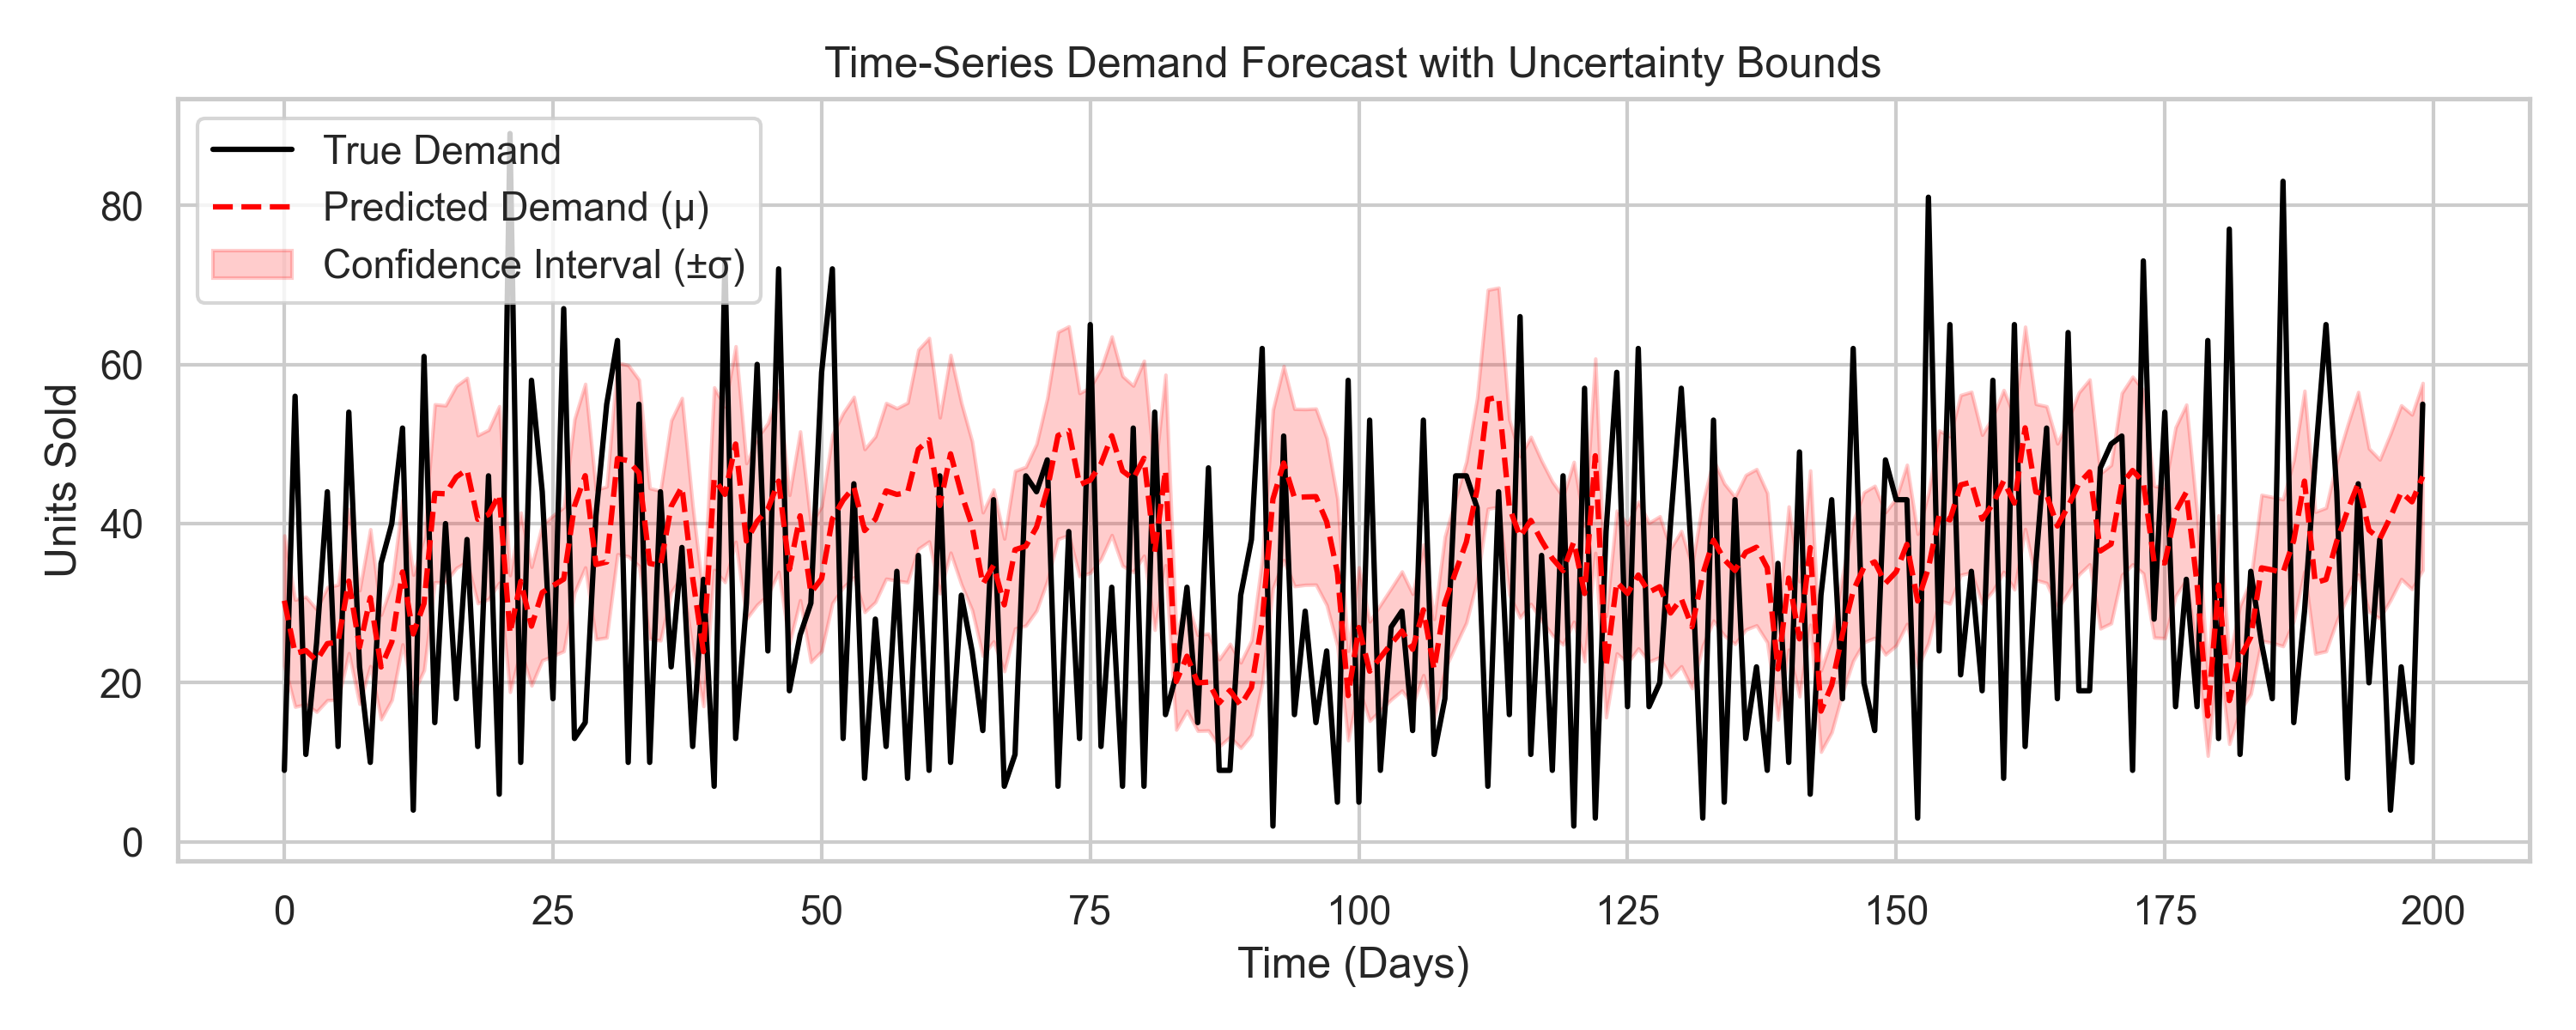 Time-Series Demand Forecast with Uncertainty Bounds
True Demand
Predicted Demand (μ)
Confidence Interval (±σ)
Units Sold
80
60
40
20
0
0 25 50 75 100 125 150 175 200
Time (Days)